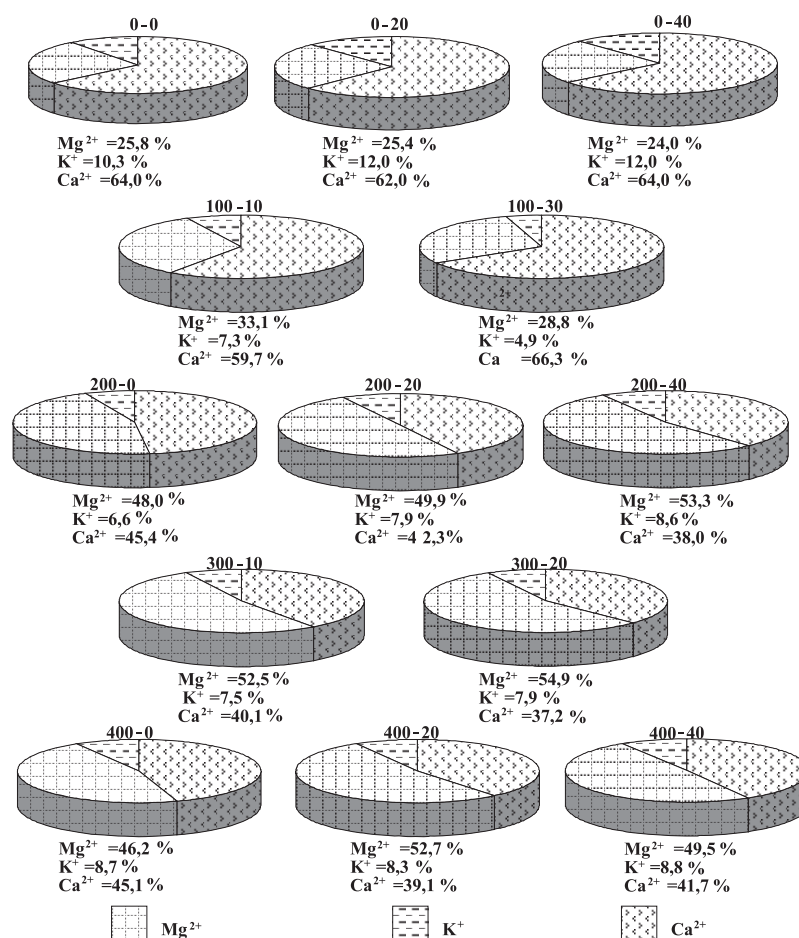 0-0 0-20 0-40
Mg²⁺ =25,8 % Mg²⁺ =25,4 % Mg²⁺ =24,0 %
K⁺ =10,3 % K⁺ =12,0 % K⁺ =12,0 %
Ca²⁺ =64,0% Ca²⁺ =62,0 % Ca²⁺ =64,0 %
100-10 100-30
2+
Mg²⁺ =33,1 % Mg²⁺ =28,8 %
K⁺ =7,3 % K⁺ =4,9 %
Ca²⁺ =59,7 % Ca =66,3 %
200-0 200-20 200-40
Mg²⁺ =48,0 % Mg²⁺ =49,9 % Mg²⁺ =53,3 %
K⁺ =6,6 % K⁺ =7,9 % K⁺ =8,6 %
Ca²⁺ =45,4 % Ca²⁺ =4 2,3% Ca²⁺ =38,0 %
300-10 300-20
Mg²⁺ =52,5% Mg²⁺ =54,9 %
K⁺ =7,5 % K⁺ =7,9 %
Ca²⁺ =40,1% Ca²⁺ =37,2 %
400-0 400-20 400-40
Mg²⁺ =46,2 % Mg²⁺ =52,7 % Mg²⁺ =49,5 %
K⁺ =8,7 % K⁺ =8,3 % K⁺ =8,8 %
Ca²⁺ =45,1% Ca²⁺ =39,1 % Ca²⁺ =41,7 %
Mg²⁺ K⁺ Ca²⁺